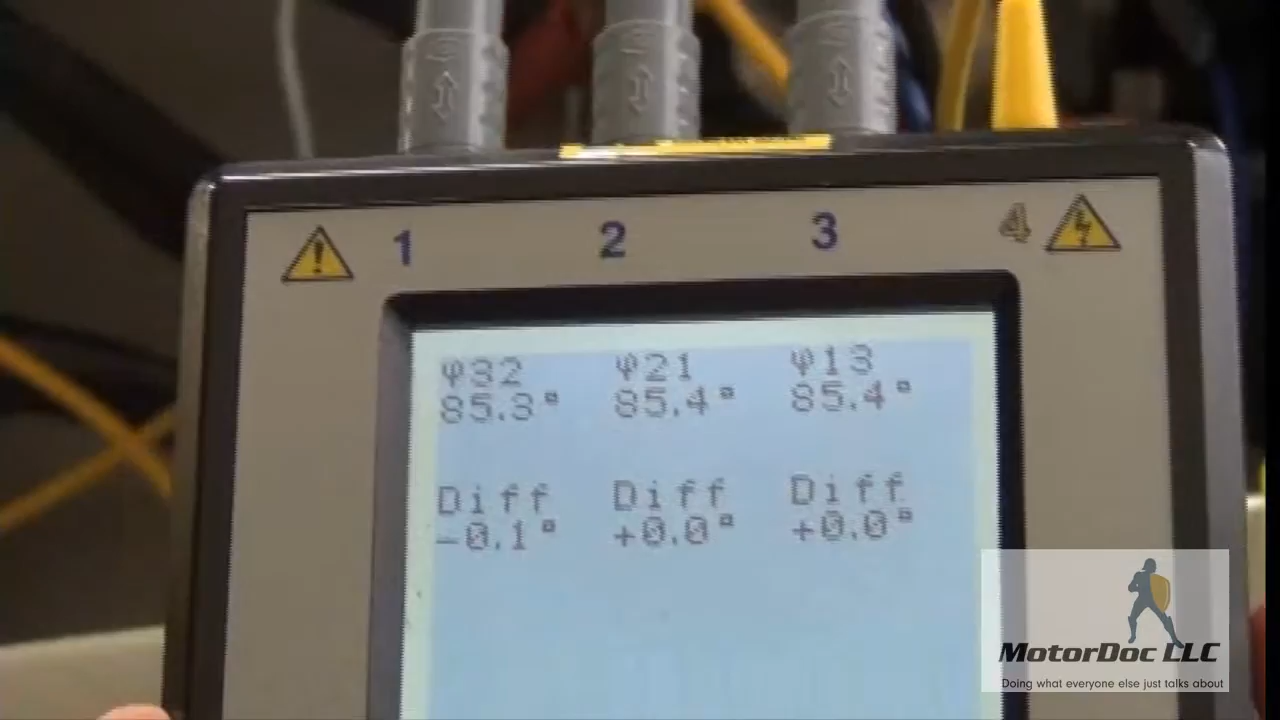 1 2 3 4
φ32 φ21 φ13
85.3° 85.4° 85.4°
Diff Diff Diff
-0.1° +0.0° +0.0°
MotorDoc LLC
Doing what everyone else just talks about